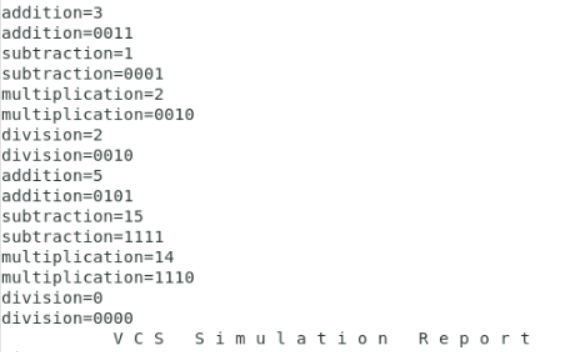 addition=3
addition=0011
subtraction=1
subtraction=0001
multiplication=2
multiplication=0010
division=2
division=0010
addition=5
addition=0101
subtraction=15
subtraction=1111
multiplication=14
multiplication=1110
division=0
division=0000
V C S   S i m u l a t i o n   R e p o r t